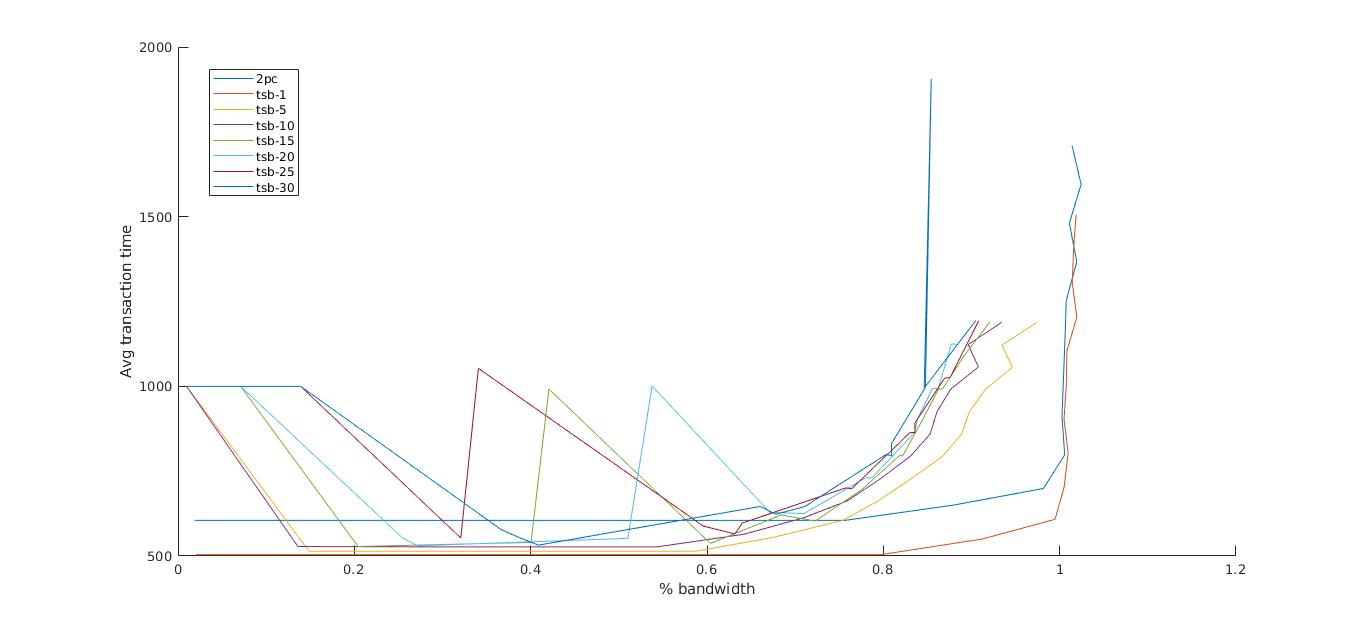 2000
2pc
tsb-1
tsb-5
tsb-10
tsb-15
tsb-20
tsb-25
tsb-30
1500
Avg transaction time
1000
500
0
0.2
0.4
0.6
0.8
1
1.2
% bandwidth